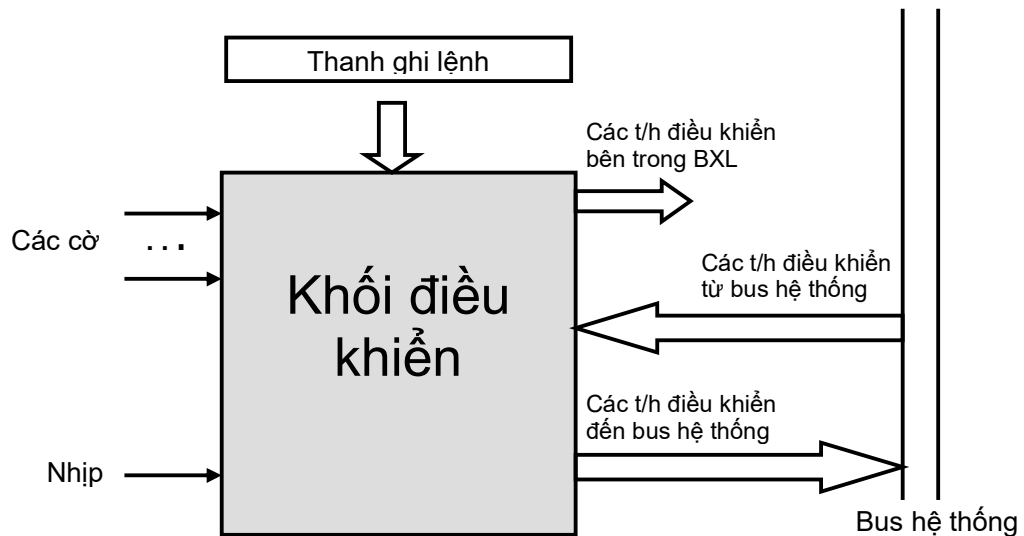 Thanh ghi lệnh
Các t/h điều khiển
bên trong BXL
Các cờ
...
Khối điều
khiển
Các t/h điều khiển
từ bus hệ thống
Các t/h điều khiển
đến bus hệ thống
Nhịp
Bus hệ thống